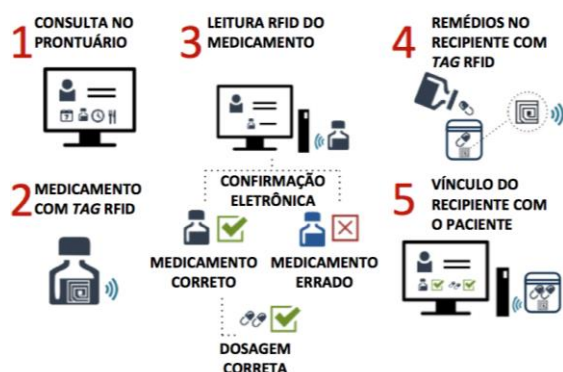 1 CONSULTA NO
PRONTUÁRIO
2 MEDICAMENTO
COM TAG RFID
3 LEITURA RFID DO
MEDICAMENTO
CONFIRMAÇÃO
ELETRÔNICA
MEDICAMENTO
CORRETO
MEDICAMENTO
ERRADO
DOSAGEM
CORRETA
4 REMÉDIOS NO
RECIPIENTE COM
TAG RFID
5 VÍNCULO DO
RECIPIENTE COM
O PACIENTE